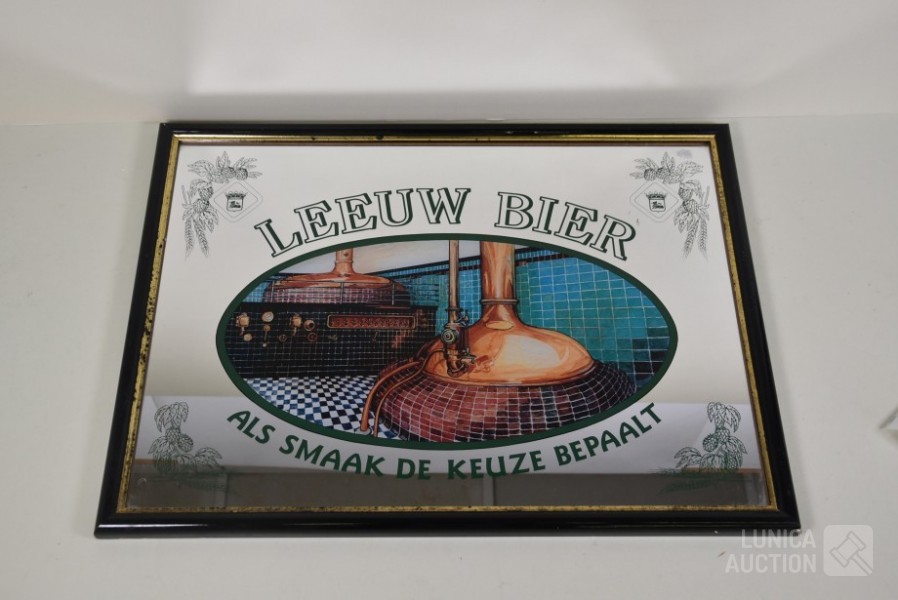 LEEUW BIER
ALS SMAAK DE KEUZE BEPAALT
LUNICA
AUCTION